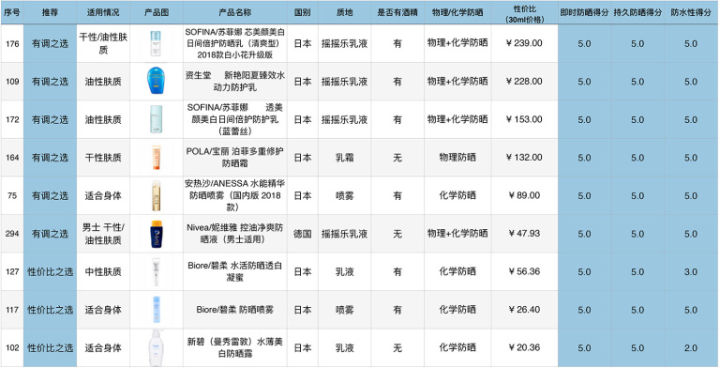 序号 推荐 适用情况 产品图 产品名称 国别 质地 是否有酒精 物理/化学防晒 性价比 (30ml价格) 即时防晒得分 持久防晒得分 防水性得分
176 有调之选 干性/油性肤质 SOFINA/苏菲娜 芯美颜美白日间倍护防晒乳（清爽型）2018款白小花升级版 日本 摇摇乐乳液 有 物理+化学防晒 ¥ 239.00 5.0 5.0 5.0
109 有调之选 油性肤质 资生堂 新艳阳夏臻效水动力防护乳 日本 摇摇乐乳液 有 物理+化学防晒 ¥ 228.00 5.0 5.0 5.0
172 有调之选 油性肤质 SOFINA/苏菲娜 透美颜美白日间倍护防护乳（蓝蕾丝） 日本 摇摇乐乳液 有 物理+化学防晒 ¥ 153.00 5.0 5.0 5.0
164 有调之选 干性肤质 POLA/宝丽 泊菲多重修护防晒霜 日本 乳霜 无 物理防晒 ¥ 132.00 5.0 5.0 5.0
75 有调之选 适合身体 安热沙/ANESSA 水能精华防晒喷雾（国内版 2018款） 日本 喷雾 有 化学防晒 ¥ 89.00 5.0 5.0 5.0
294 有调之选 男士 干性/油性肤质 Nivea/妮维雅 控油净爽防晒液（男士适用） 德国 摇摇乐乳液 无 物理+化学防晒 ¥ 47.93 5.0 5.0 5.0
127 性价比之选 中性肤质 Biore/碧柔 水活防晒透白凝蜜 日本 乳液 有 化学防晒 ¥ 56.36 5.0 5.0 3.0
117 性价比之选 适合身体 Biore/碧柔 防晒喷雾 日本 喷雾 有 化学防晒 ¥ 26.40 5.0 5.0 5.0
102 性价比之选 适合身体 新碧（曼秀雷敦）水薄美白防晒露 日本 乳液 无 化学防晒 ¥ 20.36 5.0 5.0 2.0